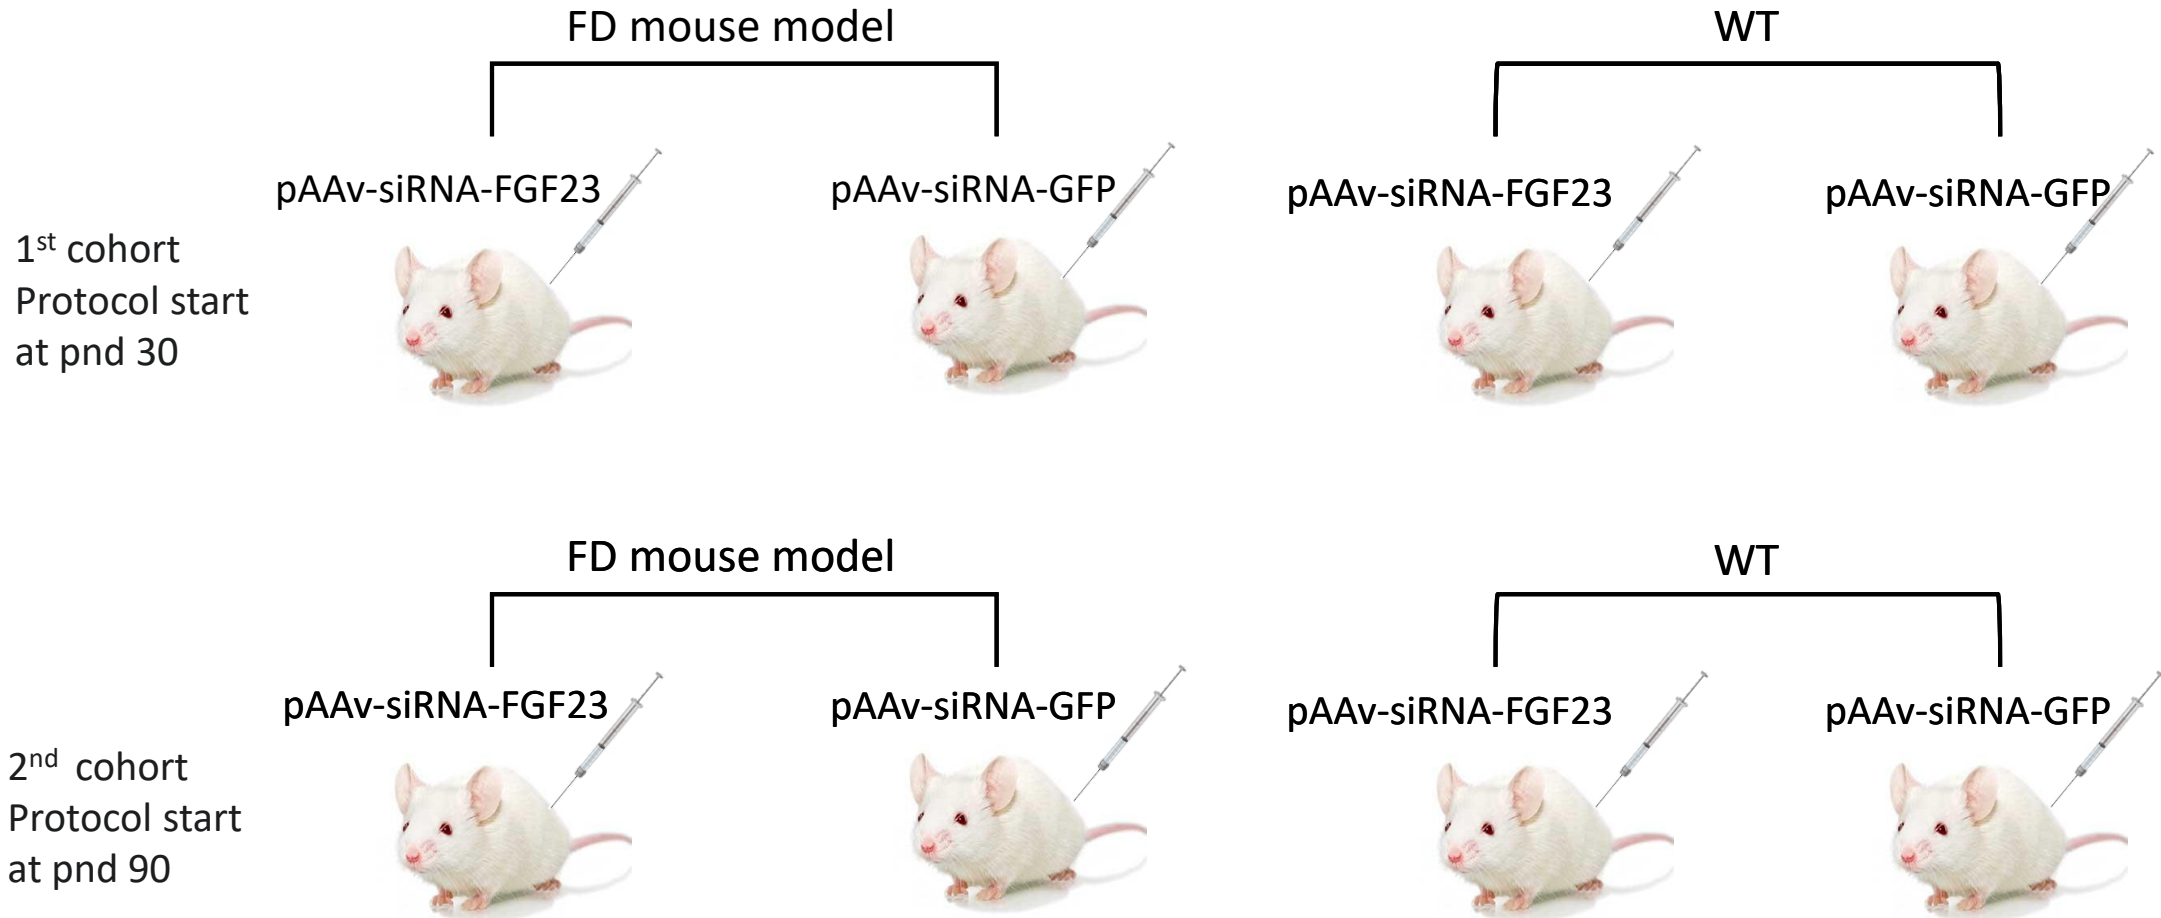 FD mouse model
WT
pAAv-siRNA-FGF23
pAAv-siRNA-GFP
pAAv-siRNA-FGF23
pAAv-siRNA-GFP
1st cohort
Protocol start
at pnd 30
FD mouse model
WT
pAAv-siRNA-FGF23
pAAv-siRNA-GFP
pAAv-siRNA-FGF23
pAAv-siRNA-GFP
2nd cohort
Protocol start
at pnd 90